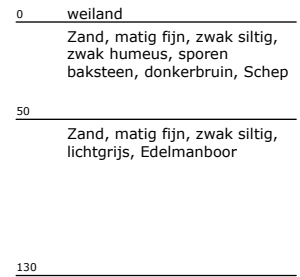 0 weiland
Zand, matig fijn, zwak siltig,
zwak humeus, sporen
baksteen, donkerbruin, Schep
50
Zand, matig fijn, zwak siltig,
lichtgrijs, Edelmanboor
130